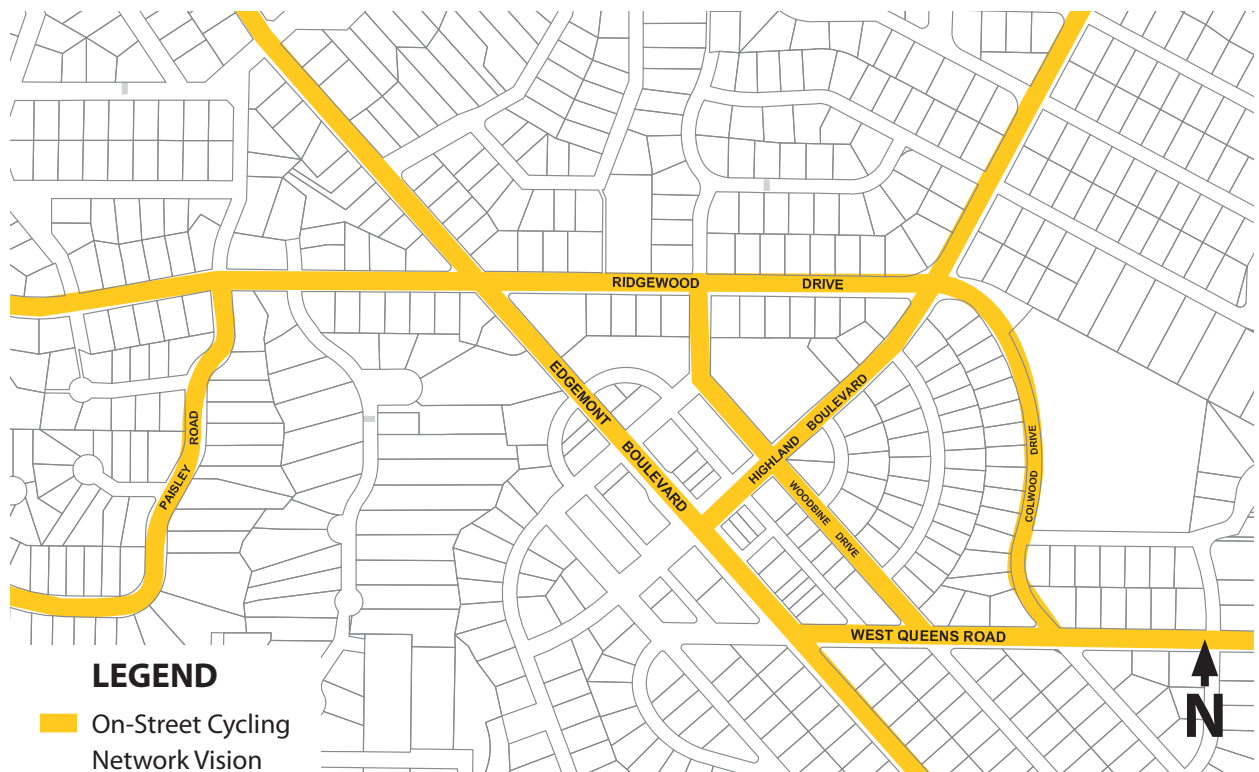 RIDGEWOOD DRIVE
EDGEMONT BOULEVARD
HIGHLAND BOULEVARD
PAISLEY ROAD
WOODBINE DRIVE
COLWOOD DRIVE
WEST QUEENS ROAD
LEGEND
On-Street Cycling
Network Vision
N